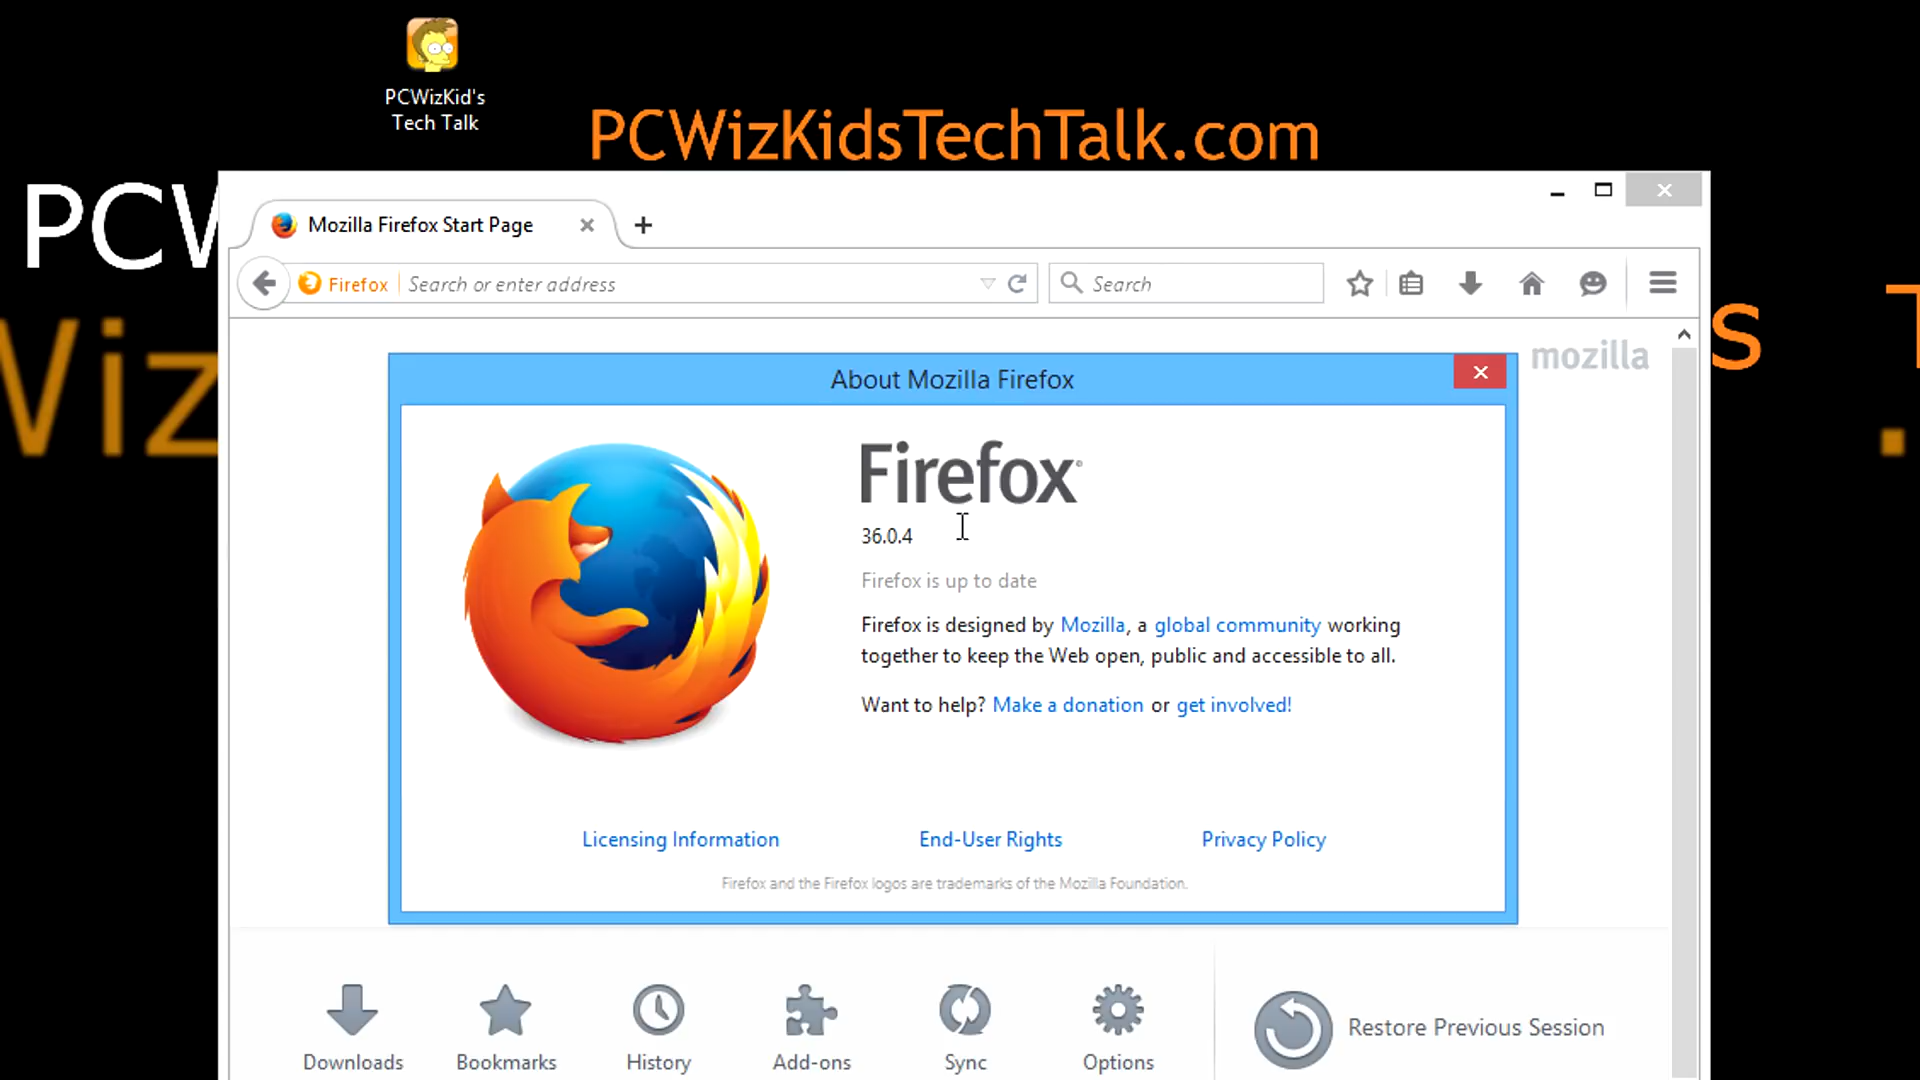 PCWizKid's
Tech Talk
PCWizKidsTechTalk.com
PCW
Wiz
s
Mozilla Firefox Start Page
Firefox
Search or enter address
Search
mozilla
About Mozilla Firefox
Firefox
36.0.4
Firefox is up to date
Firefox is designed by Mozilla, a global community working
together to keep the Web open, public and accessible to all.
Want to help? Make a donation or get involved!
Licensing Information
End-User Rights
Privacy Policy
Firefox and the Firefox logos are trademarks of the Mozilla Foundation.
Downloads
Bookmarks
History
Add-ons
Sync
Options
Restore Previous Session